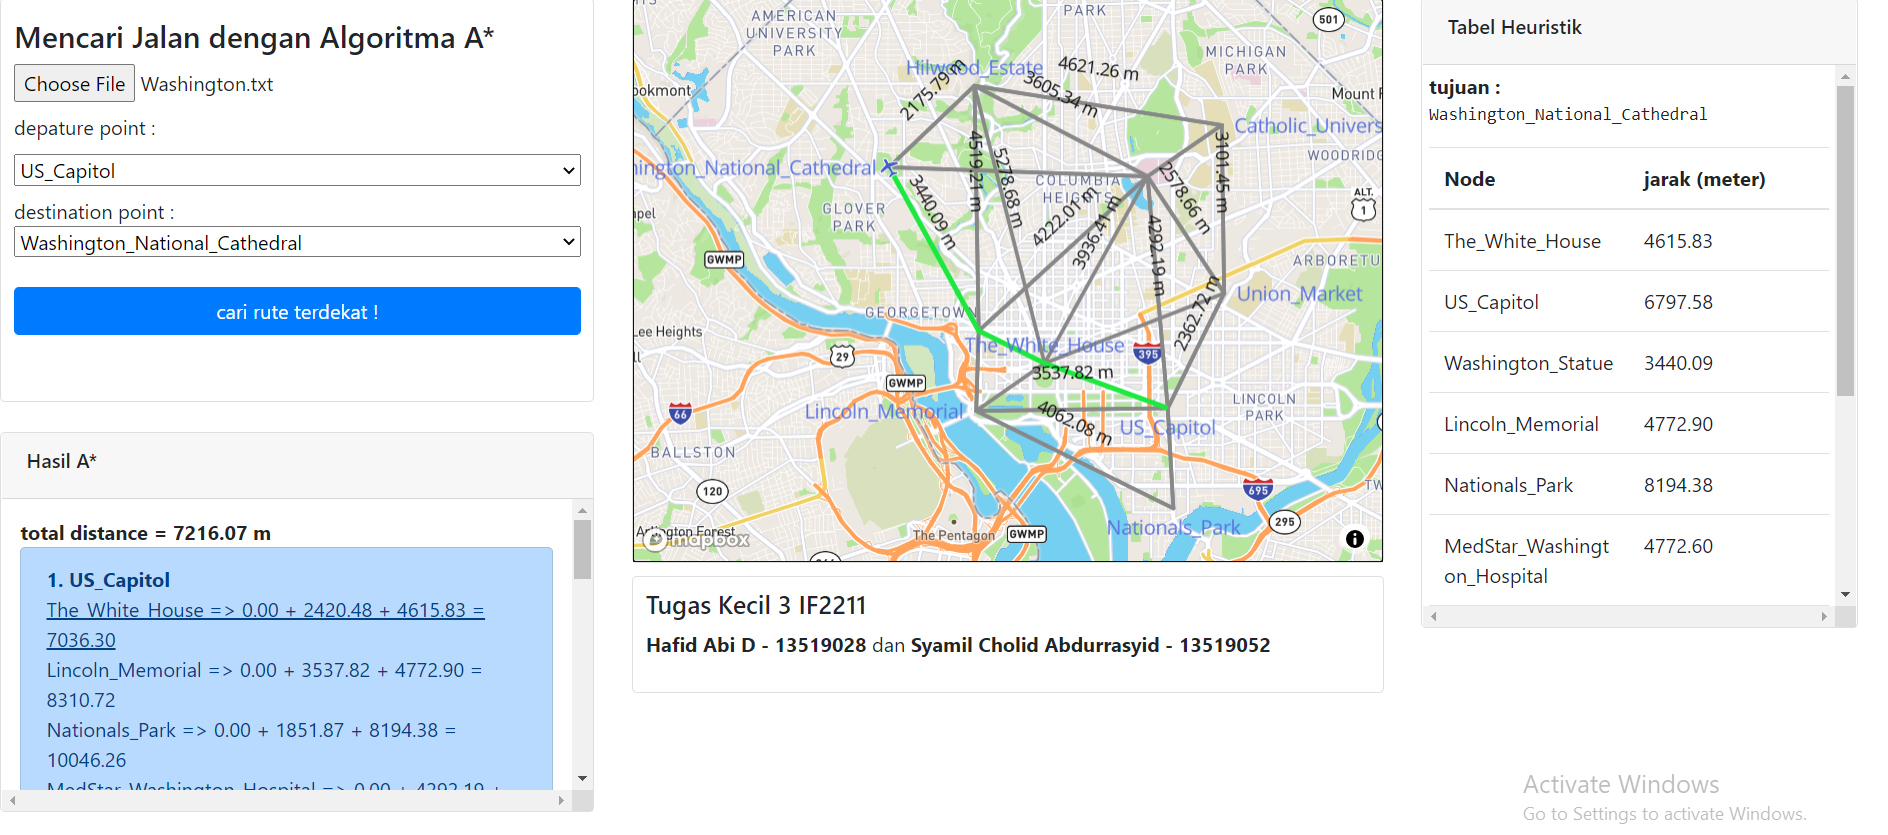 Mencari Jalan dengan Algoritma A*
Choose File Washington.txt
depature point :
US_Capitol
destination point :
Washington_National_Cathedral
cari rute terdekat !
Hasil A*
total distance = 7216.07 m
1. US_Capitol
The_White_House => 0.00 + 2420.48 + 4615.83 =
7036.30
Lincoln_Memorial => 0.00 + 3537.82 + 4772.90 =
8310.72
Nationals_Park => 0.00 + 1851.87 + 8194.38 =
10046.26
MedStar_Washington_Hospital => 0.00 + 4292.19 +
AMERICAN
UNIVERSITY
PARK
PARK
501
MICHIGAN
PARK
Hilwood_Estate
4621.26 m
3605.34 m
2175.79 m
ookmont
Mount
Catholic_Univers
WOODRIDG
hington_National_Cathedral
4519.21 m
5278.68 m
3101.45 m
2578.66 m
COLUMBIA
HEIGHTS
ALT.
1
apel
GLOVER
PARK
3440.09 m
4222.01 m
3936.41 m
4292.19 m
GWMP
ARBORETU
Union_Market
GEORGETOWN
Lee Heights
2362.72 m
29
The_White_House
395
3537.82 m
GWMP
66
Lincoln_Memorial
4062.08 m
LINCOLN
PARK
US_Capitol
BALLSTON
120
695
TW
Nationals_Park
295
Arlington Forest
The Pentagon
GWMP
mapbox
Tugas Kecil 3 IF2211
Hafid Abi D - 13519028 dan Syamil Cholid Abdurrasyid - 13519052
Tabel Heuristik
tujuan :
Washington_National_Cathedral
Node jarak (meter)
The_White_House 4615.83
US_Capitol 6797.58
Washington_Statue 3440.09
Lincoln_Memorial 4772.90
Nationals_Park 8194.38
MedStar_Washingt
on_Hospital 4772.60
Activate Windows
Go to Settings to activate Windows.